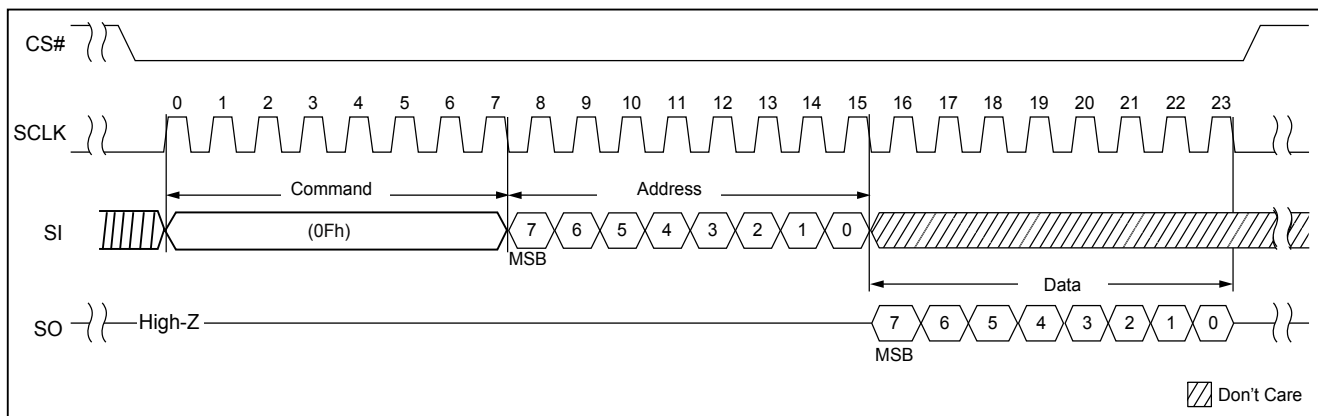 CS#
0 1 2 3 4 5 6 7 8 9 10 11 12 13 14 15 16 17 18 19 20 21 22 23
SCLK
Command Address
SI (0Fh) 7 6 5 4 3 2 1 0
MSB
Data
SO High-Z 7 6 5 4 3 2 1 0
MSB
Don't Care